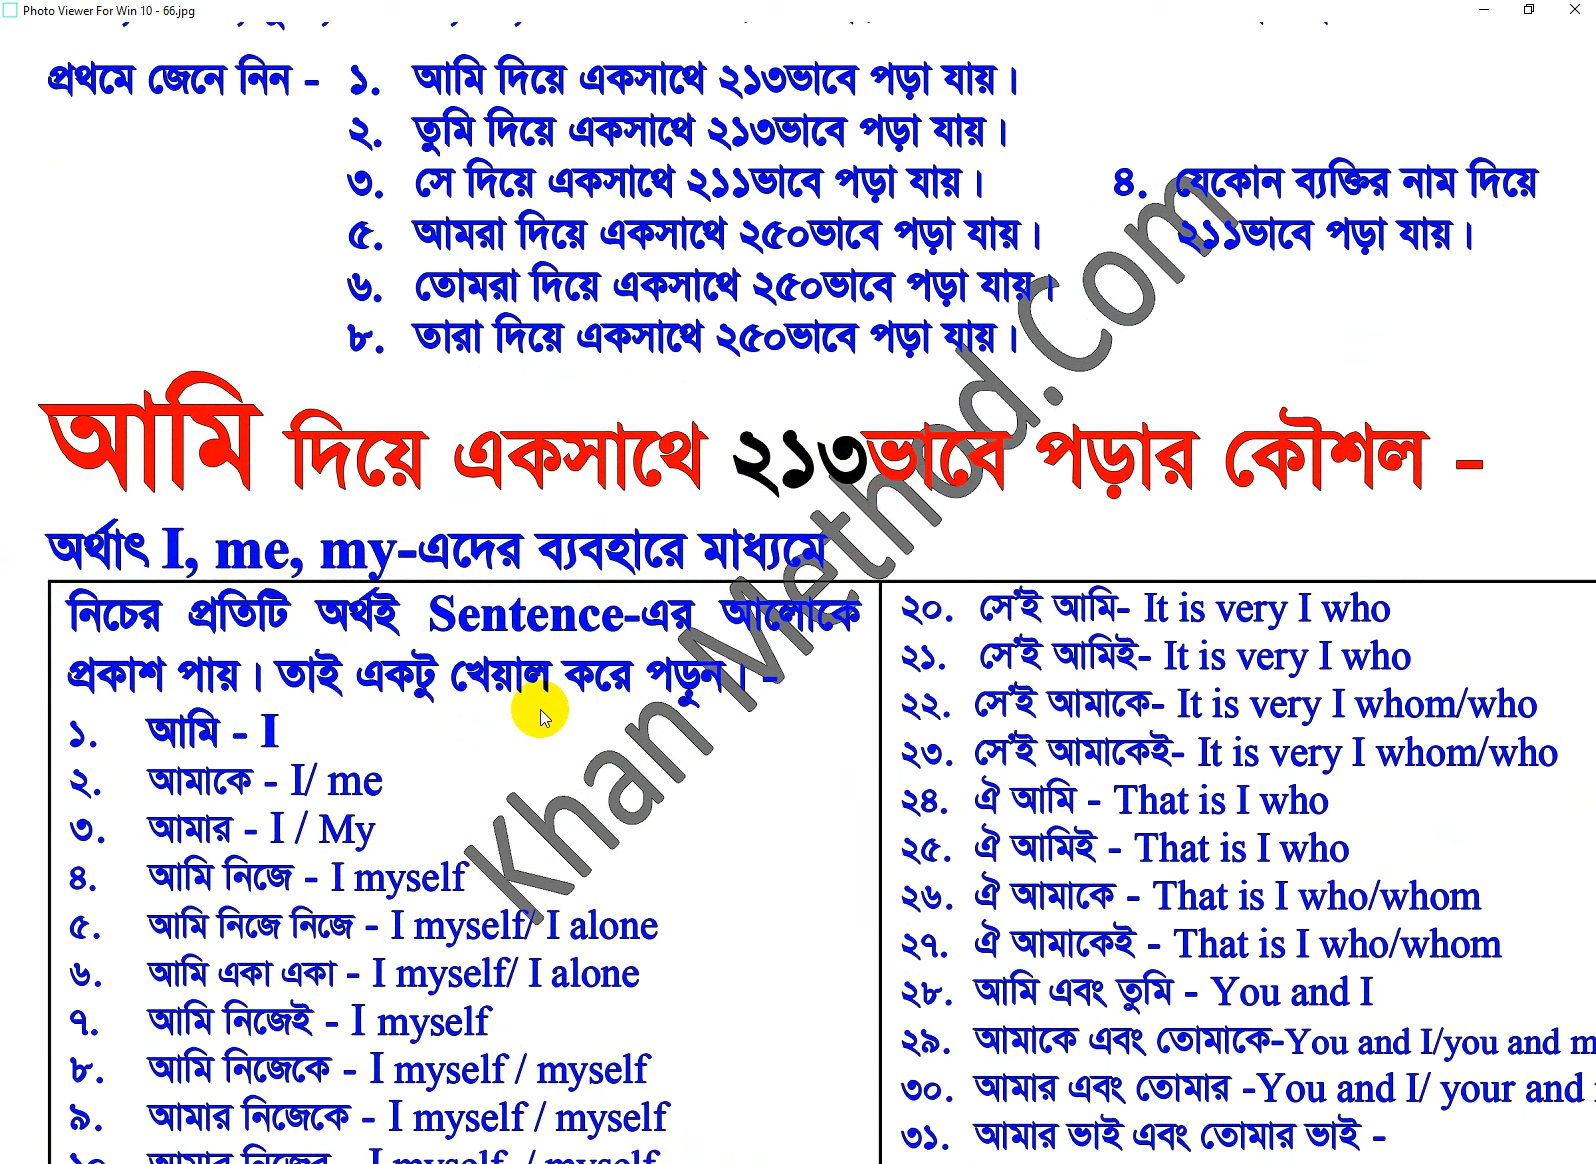 Photo Viewer For Win 10 - 66.jpg
প্রথমে জেনে নিন - ১. আমি দিয়ে একসাথে ২১৩ভাবে পড়া যায়।
২. তুমি দিয়ে একসাথে ২১৩ভাবে পড়া যায়।
৩. সে দিয়ে একসাথে ২১১ভাবে পড়া যায়।
৪. যেকোন ব্যক্তির নাম দিয়ে
২১১ভাবে পড়া যায়।
৫. আমরা দিয়ে একসাথে ২৫০ভাবে পড়া যায়।
৬. তোমরা দিয়ে একসাথে ২৫০ভাবে পড়া যায়।
৮. তারা দিয়ে একসাথে ২৫০ভাবে পড়া যায়।
আমি দিয়ে একসাথে ২১৩ভাবে পড়ার কৌশল -
অর্থাৎ I, me, my-এদের ব্যবহারে মাধ্যমে
নিচের প্রতিটি অর্থই Sentence-এর আলোকে
প্রকাশ পায়। তাই একটু খেয়াল করে পড়ুন। -
১. আমি - I
২. আমাকে - I/ me
৩. আমার - I / My
৪. আমি নিজে - I myself
৫. আমি নিজে নিজে - I myself/ I alone
৬. আমি একা একা - I myself/ I alone
৭. আমি নিজেই - I myself
৮. আমি নিজেকে - I myself / myself
৯. আমার নিজেকে - I myself / myself
১০. আমার নিজের - I myself / myself
২০. সে'ই আমি- It is very I who
২১. সে'ই আমিই- It is very I who
২২. সে'ই আমাকে- It is very I whom/who
২৩. সে'ই আমাকেই- It is very I whom/who
২৪. ঐ আমি - That is I who
২৫. ঐ আমিই - That is I who
২৬. ঐ আমাকে - That is I who/whom
২৭. ঐ আমাকেই - That is I who/whom
২৮. আমি এবং তুমি - You and I
২৯. আমাকে এবং তোমাকে-You and I/you and m
৩০. আমার এবং তোমার -You and I/ your and
৩১. আমার ভাই এবং তোমার ভাই -
Khan Method.Com